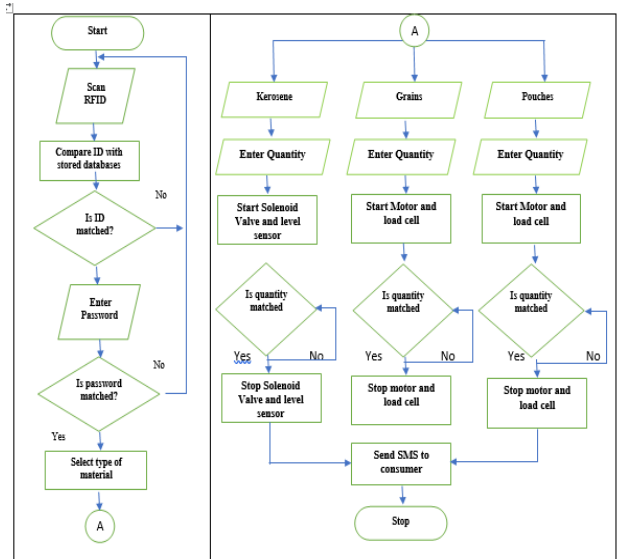 Start
Scan
RFID
Compare ID with
stored databases
No
Is ID
matched?
Enter
Password
No
Is password
matched?
Yes
Select type of
material
A
A
Kerosene
Grains
Pouches
Enter Quantity
Enter Quantity
Enter Quantity
Start Solenoid
Valve and level
sensor
Start Motor and
load cell
Start Motor and
load cell
Is quantity
matched
Is quantity
matched
Is quantity
matched
Yes
No
Yes
No
Yes
No
Stop Solenoid
Valve and level
sensor
Stop motor and
load cell
Stop motor and
load cell
Send SMS to
consumer
Stop